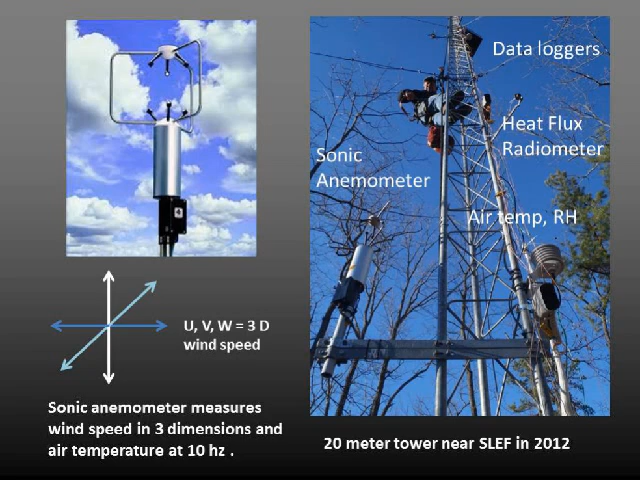 Data loggers
Heat Flux
Radiometer
Sonic
Anemometer
Air temp, RH
U, V, W = 3 D
wind speed
Sonic anemometer measures
wind speed in 3 dimensions and
air temperature at 10 hz .
20 meter tower near SLEF in 2012